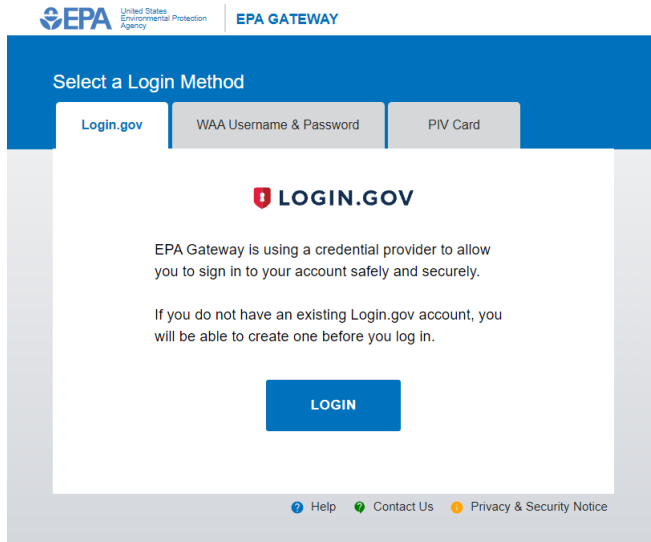 EPA
United States
Environmental Protection
Agency
EPA GATEWAY
Select a Login Method
Login.gov
WAA Username & Password
PIV Card
LOGIN.GOV
EPA Gateway is using a credential provider to allow
you to sign in to your account safely and securely.
If you do not have an existing Login.gov account, you
will be able to create one before you log in.
LOGIN
? Help ? Contact Us i Privacy & Security Notice